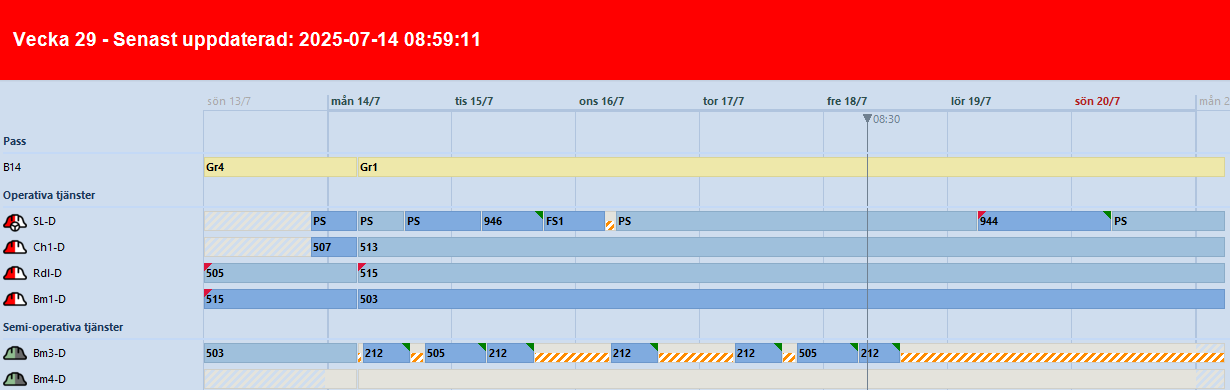 Vecka 29 - Senast uppdaterad: 2025-07-14 08:59:11
sön 13/7 mån 14/7 tis 15/7 ons 16/7 tor 17/7 fre 18/7 lör 19/7 sön 20/7 mån 2
08:30
Pass
B14 Gr4 Gr1
Operativa tjänster
SL-D PS PS PS 946 FS1 PS 944 PS
Ch1-D 507 513
Rdl-D 505 515
Bm1-D 515 503
Semi-operativa tjänster
Bm3-D 503 212 505 212 212 212 505 212
Bm4-D